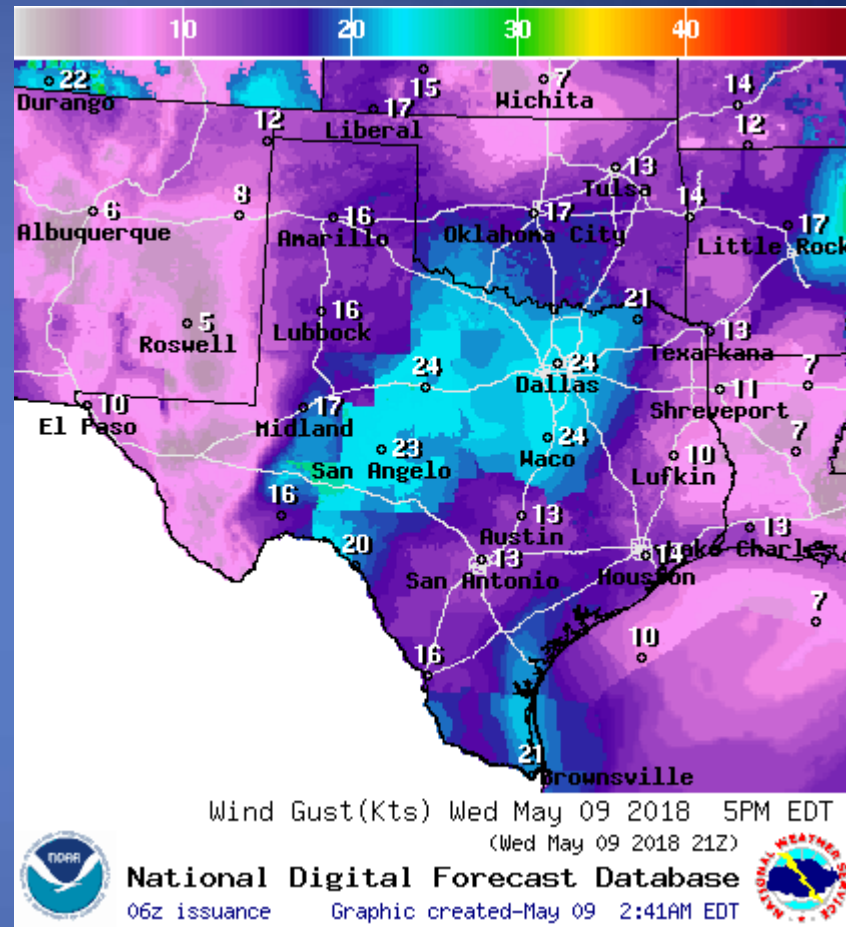 10 20 30 40
22 15 7 14
Durango Wichita
17
Liberal
12 12
13
Tulsa
6 8 16 17 14 17
Albuquerque Amarillo Oklahoma City Little Rock
5 16 21 13
Roswell Lubbock Texarkana
24 24 7
Dallas 11
10 17 Shreveport
El Paso Midland
23 24 10 7
San Angelo Waco Lufkin
16 13 13
Austin
20 13 14 Lake Charles
San Antonio Houston
7
16 10
21
Brownsville
Wind Gust(Kts) Wed May 09 2018 5PM EDT
(Wed May 09 2018 21Z)
NOAA
National Digital Forecast Database
06z issuance Graphic created-May 09 2:41AM EDT
NATIONAL WEATHER SERVICE